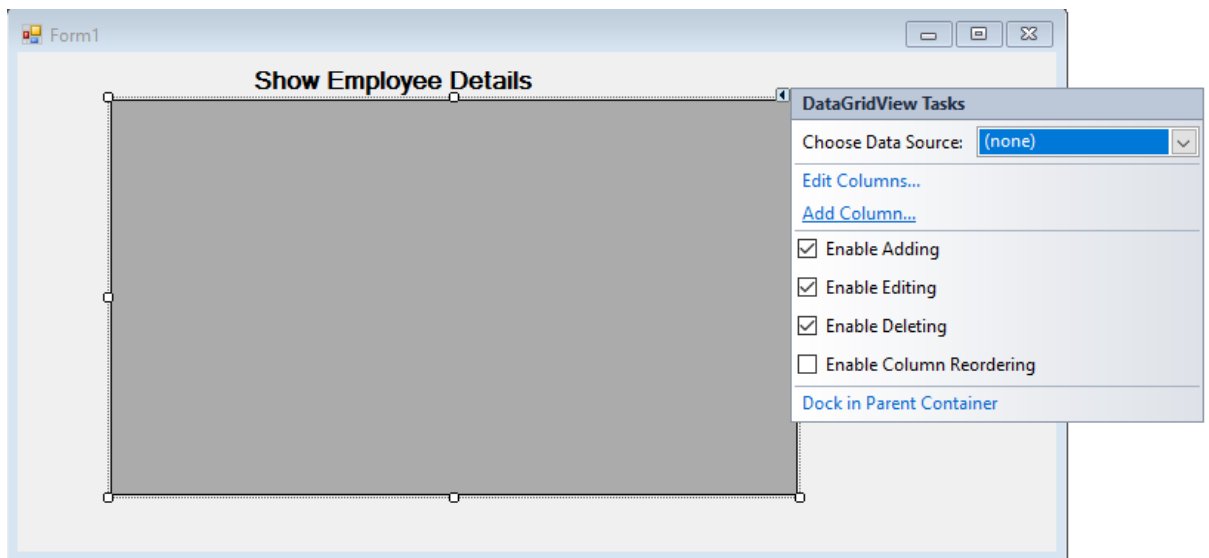 Form1
Show Employee Details
DataGridView Tasks
Choose Data Source: (none)
Edit Columns...
Add Column...
Enable Adding
Enable Editing
Enable Deleting
Enable Column Reordering
Dock in Parent Container